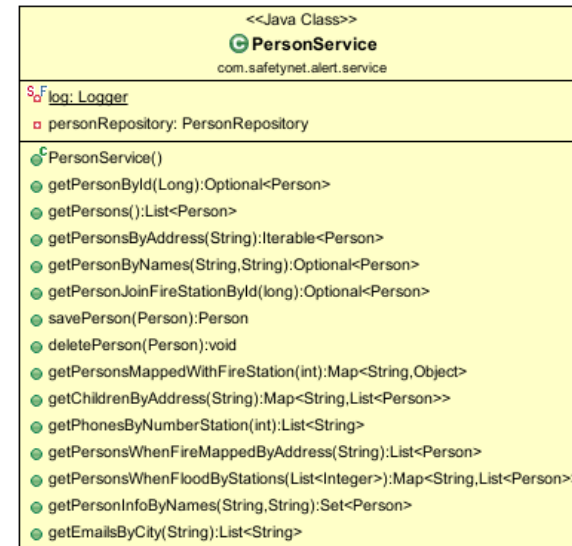 <<Java Class>>
PersonService
com.safetynet.alert.service
log: Logger
personRepository: PersonRepository
PersonService()
getPersonById(Long):Optional<Person>
getPersons():List<Person>
getPersonsByAddress(String):Iterable<Person>
getPersonByNames(String,String):Optional<Person>
getPersonJoinFireStationById(long):Optional<Person>
savePerson(Person):Person
deletePerson(Person):void
getPersonsMappedWithFireStation(int):Map<String,Object>
getChildrenByAddress(String):Map<String,List<Person>>
getPhonesByNumberStation(int):List<String>
getPersonsWhenFireMappedByAddress(String):List<Person>
getPersonsWhenFloodByStations(List<Integer>):Map<String,List<Person>>
getPersonInfoByNames(String,String):Set<Person>
getEmailsByCity(String):List<String>